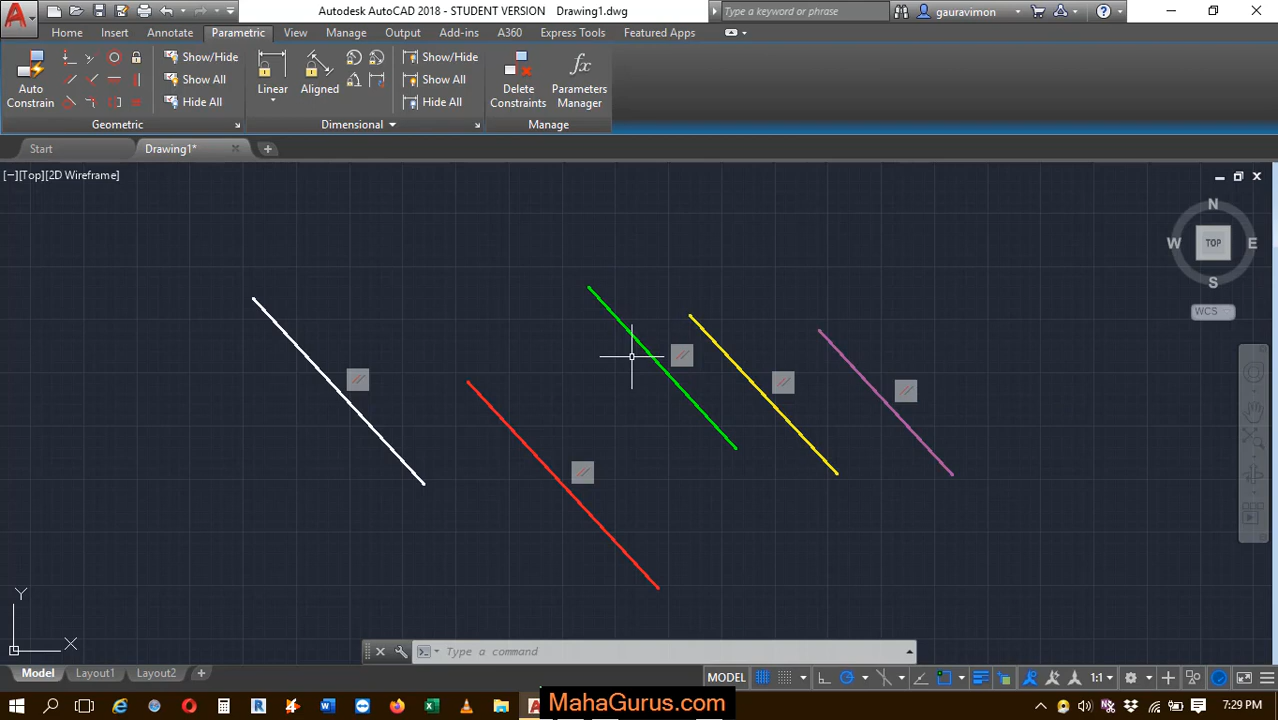 Autodesk AutoCAD 2018 - STUDENT VERSION Drawing1.dwg
Type a keyword or phrase
gauravimon
Home Insert Annotate Parametric View Manage Output Add-ins A360 Express Tools Featured Apps
Auto Constrain
Show/Hide
Show All
Hide All
Geometric
Linear
Aligned
Show/Hide
Show All
Hide All
Dimensional
Delete Constraints
Parameters Manager
Manage
Start
Drawing1*
[−][Top][2D Wireframe]
N
W TOP E
S
WCS
Y
X
Type a command
Model Layout1 Layout2
MODEL
1:1
MahaGurus.com
7:29 PM